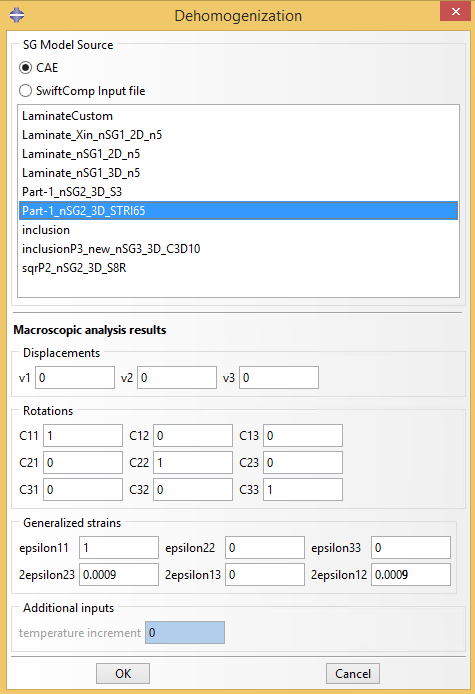 Dehomogenization
SG Model Source
CAE
SwiftComp Input file
LaminateCustom
Laminate_Xin_nSG1_2D_n5
Laminate_nSG1_2D_n5
Laminate_nSG1_3D_n5
Part-1_nSG2_3D_S3
Part-1_nSG2_3D_STRI65
inclusion
inclusionP3_new_nSG3_3D_C3D10
sqrP2_nSG2_3D_S8R
Macroscopic analysis results
Displacements
v1 0 v2 0 v3 0
Rotations
C11 1 C12 0 C13 0
C21 0 C22 1 C23 0
C31 0 C32 0 C33 1
Generalized strains
epsilon11 1 epsilon22 0 epsilon33 0
2epsilon23 0.0009 2epsilon13 0 2epsilon12 0.0009
Additional inputs
temperature increment 0
OK Cancel